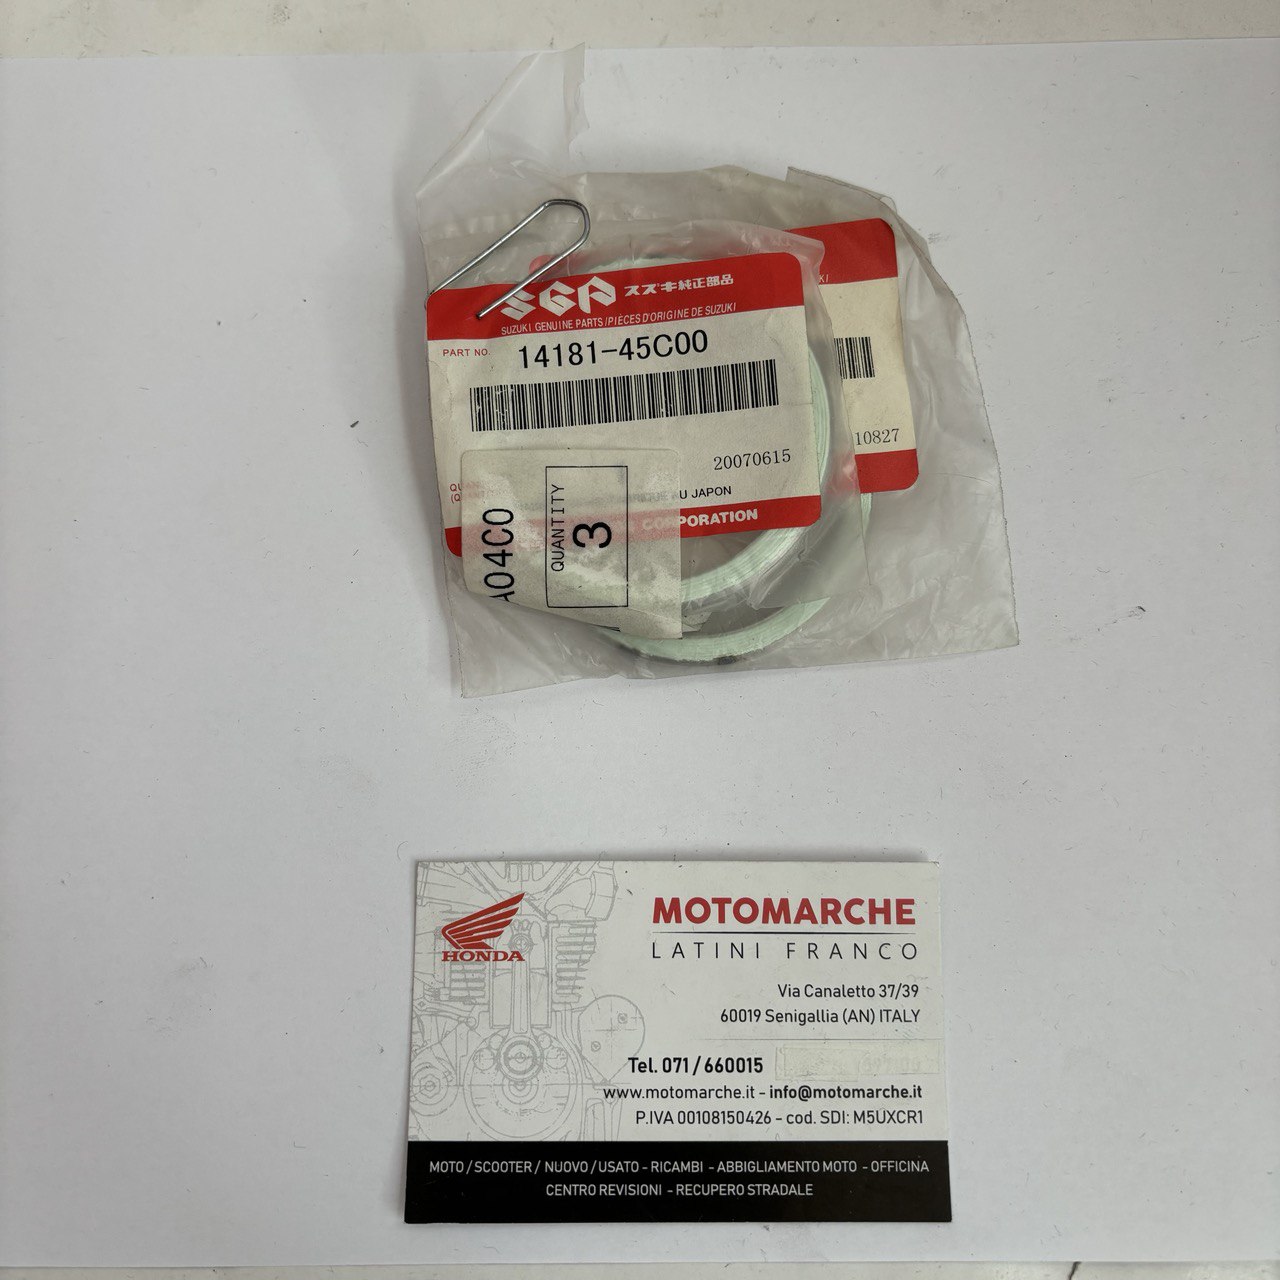 SGP スズキ純正部品
SUZUKI GENUINE PARTS/PIÈCES D'ORIGINE DE SUZUKI
PART NO. 14181-45C00
20070615
AU JAPON
CORPORATION
A04C0
QUANTITY
3
KI
10827
HONDA
MOTOMARCHE
LATINI FRANCO
Via Canaletto 37/39
60019 Senigallia (AN) ITALY
Tel. 071/660015
www.motomarche.it - info@motomarche.it
P.IVA 00108150426 - cod. SDI: M5UXCR1
MOTO / SCOOTER / NUOVO / USATO - RICAMBI - ABBIGLIAMENTO MOTO - OFFICINA
CENTRO REVISIONI - RECUPERO STRADALE